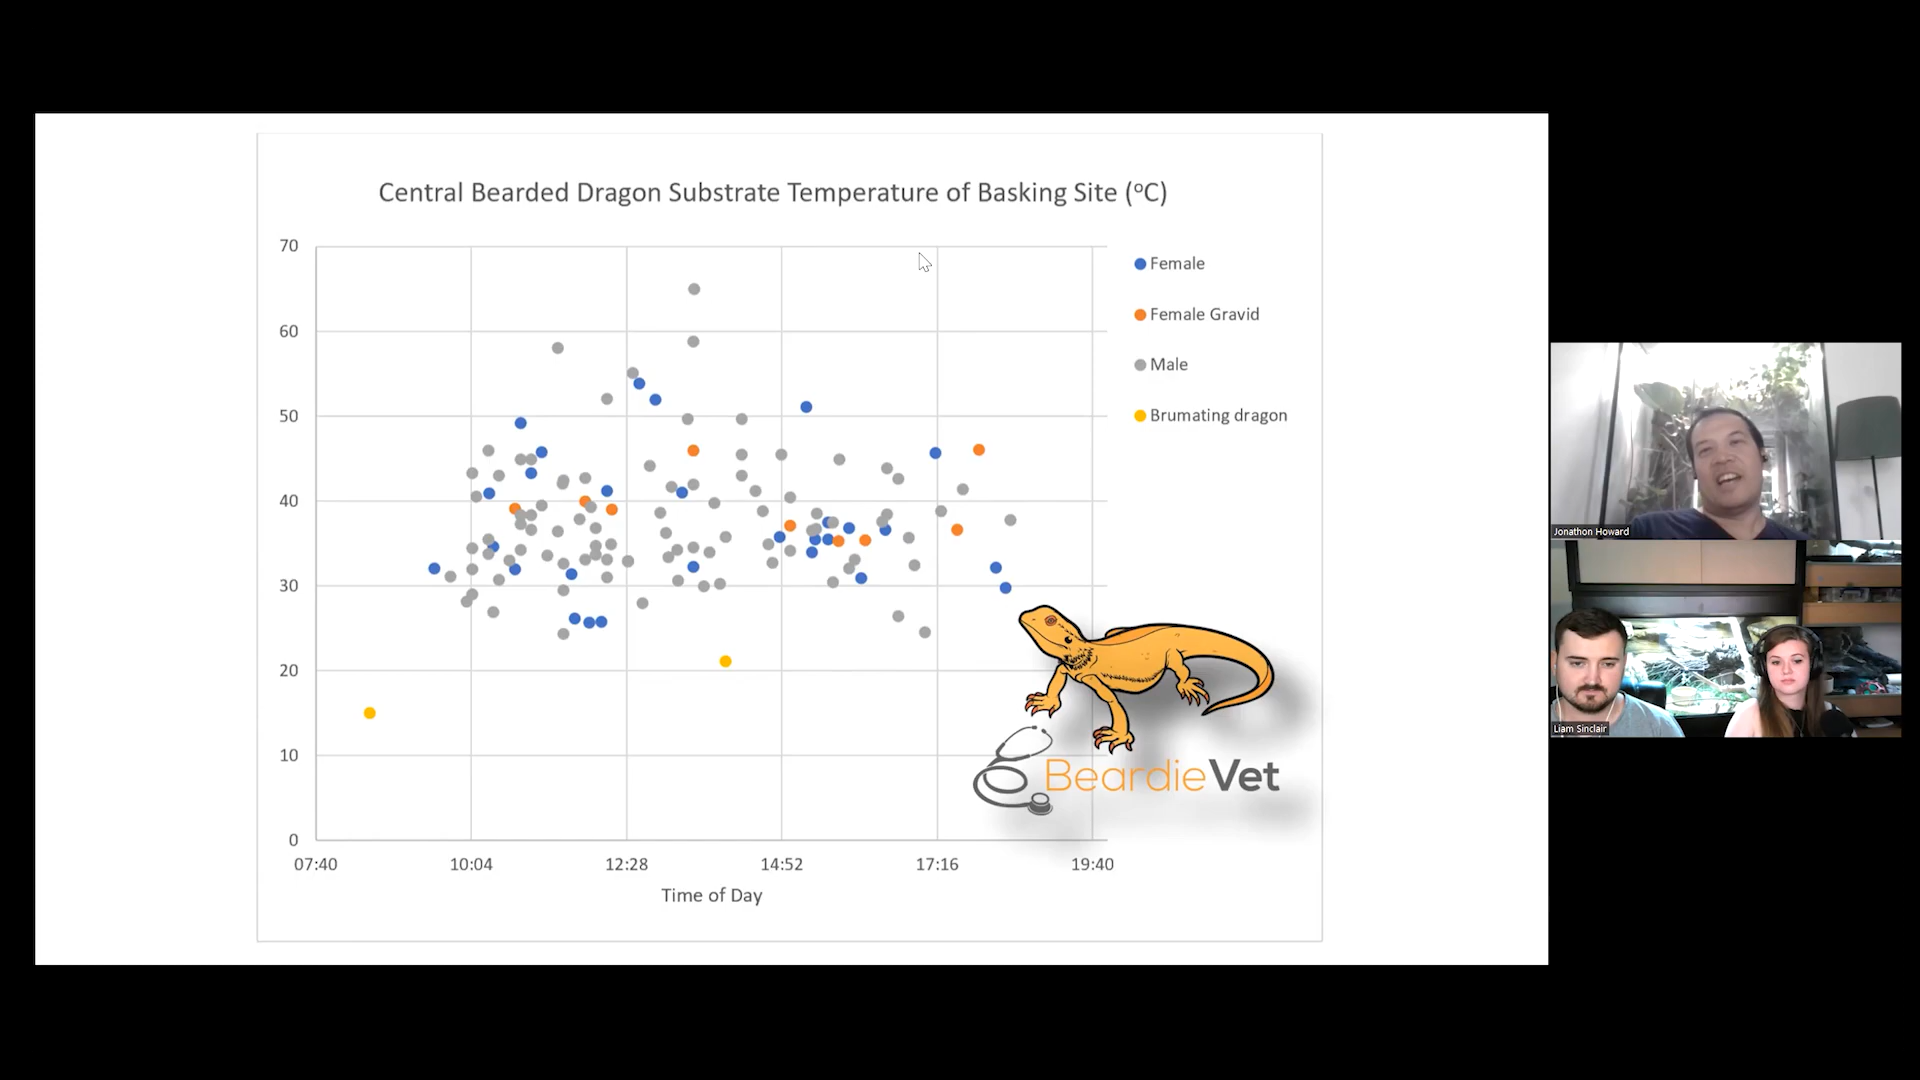 Central Bearded Dragon Substrate Temperature of Basking Site (°C)
70
60
50
40
30
20
10
0
07:40
10:04
12:28
14:52
17:16
19:40
Time of Day
Female
Female Gravid
Male
Brumating dragon
BeardieVet
Jonathon Howard
Liam Sinclair